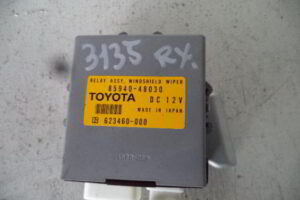 3135 RX.
RELAY ASSY, WINDSHIELD WIPER
85940-48030
TOYOTA DC 12V
MADE IN JAPAN
623460-000